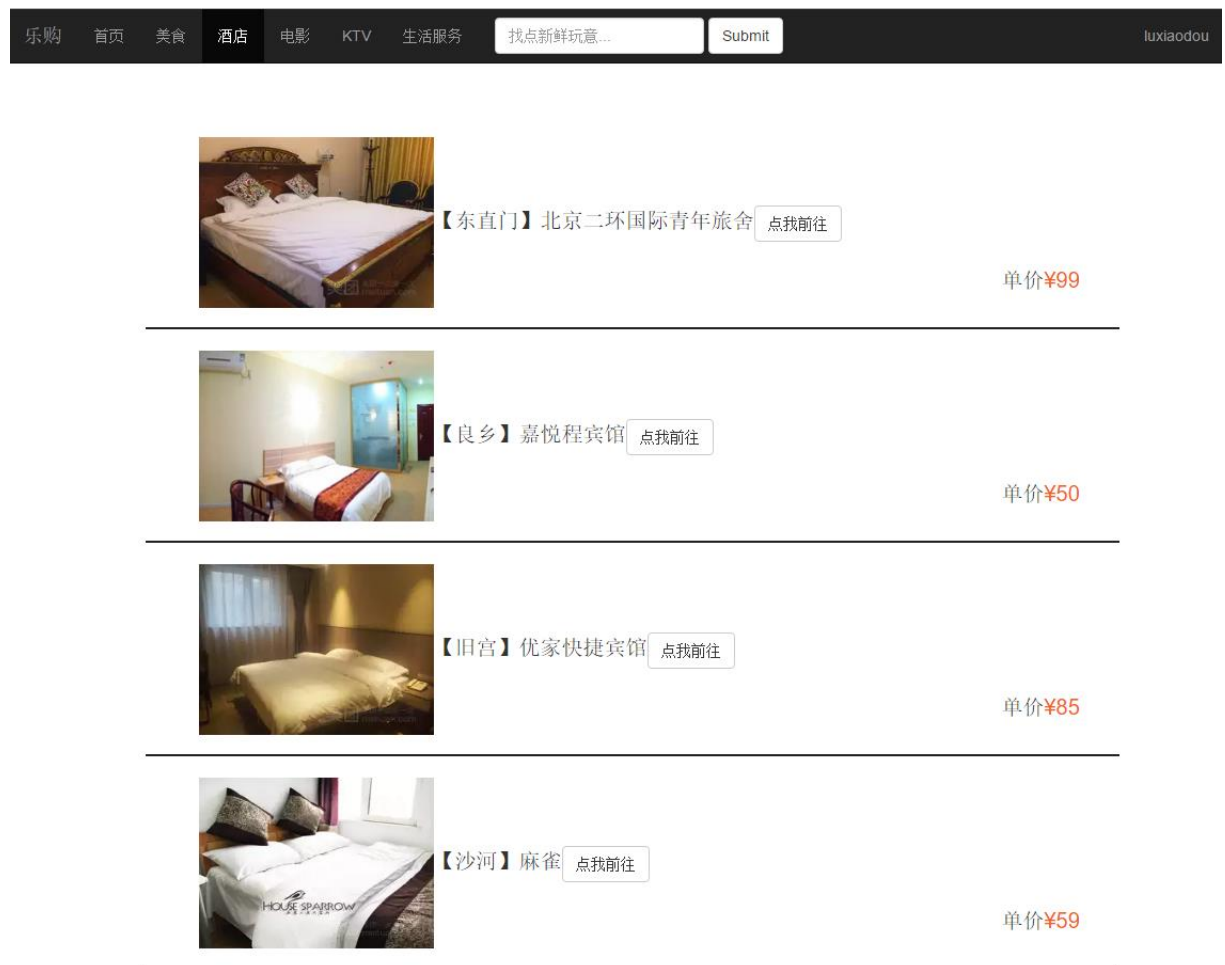 乐购 首页 美食 酒店 电影 KTV 生活服务 找点新鲜玩意... Submit luxiaodou
【东直门】北京二环国际青年旅舍 点我前往
单价¥99
【良乡】嘉悦程宾馆 点我前往
单价¥50
【旧宫】优家快捷宾馆 点我前往
单价¥85
HOUSE SPARROW
【沙河】麻雀 点我前往
单价¥59